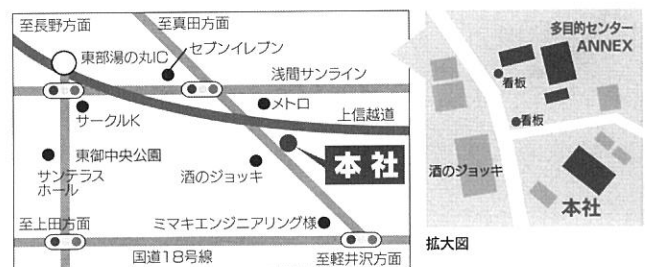 至長野方面
至真田方面
東部湯の丸IC
セブンイレブン
浅間サンライン
サークルK
メトロ
上信越道
東御中央公園
サンテラス
ホール
酒のジョッキ
本社
至上田方面
ミマキエンジニアリング様
国道18号線
至軽井沢方面
多目的センター
ANNEX
看板
看板
酒のジョッキ
本社
拡大図